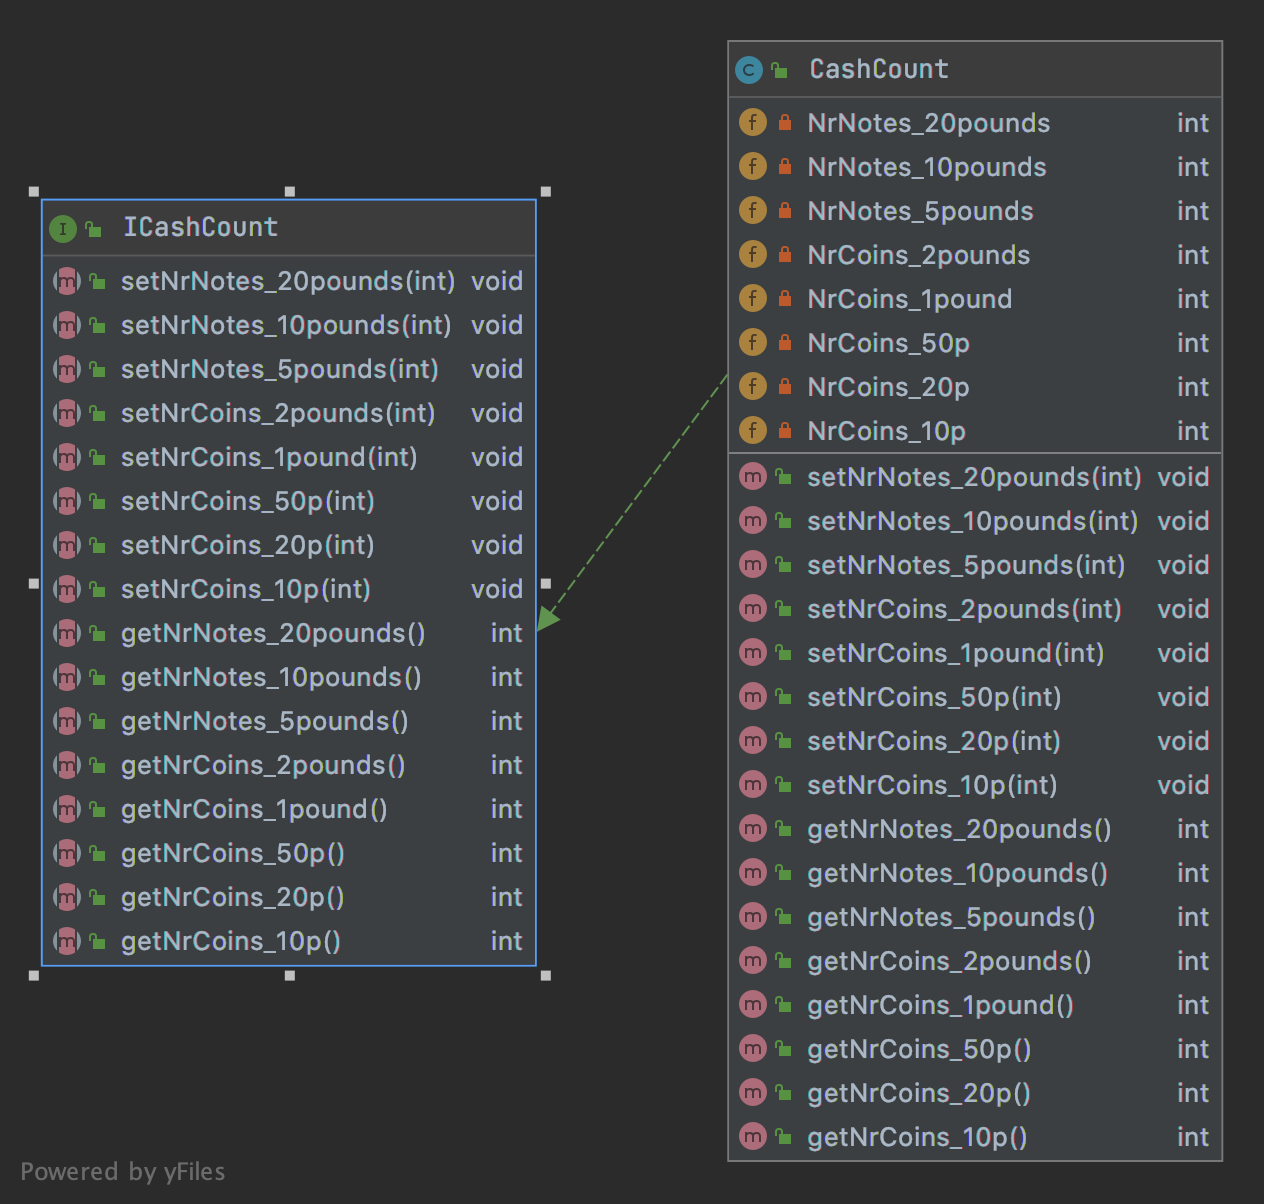 ICashCount
setNrNotes_20pounds(int) void
setNrNotes_10pounds(int) void
setNrNotes_5pounds(int) void
setNrCoins_2pounds(int) void
setNrCoins_1pound(int) void
setNrCoins_50p(int) void
setNrCoins_20p(int) void
setNrCoins_10p(int) void
getNrNotes_20pounds() int
getNrNotes_10pounds() int
getNrNotes_5pounds() int
getNrCoins_2pounds() int
getNrCoins_1pound() int
getNrCoins_50p() int
getNrCoins_20p() int
getNrCoins_10p() int
CashCount
NrNotes_20pounds int
NrNotes_10pounds int
NrNotes_5pounds int
NrCoins_2pounds int
NrCoins_1pound int
NrCoins_50p int
NrCoins_20p int
NrCoins_10p int
setNrNotes_20pounds(int) void
setNrNotes_10pounds(int) void
setNrNotes_5pounds(int) void
setNrCoins_2pounds(int) void
setNrCoins_1pound(int) void
setNrCoins_50p(int) void
setNrCoins_20p(int) void
setNrCoins_10p(int) void
getNrNotes_20pounds() int
getNrNotes_10pounds() int
getNrNotes_5pounds() int
getNrCoins_2pounds() int
getNrCoins_1pound() int
getNrCoins_50p() int
getNrCoins_20p() int
getNrCoins_10p() int
Powered by yFiles